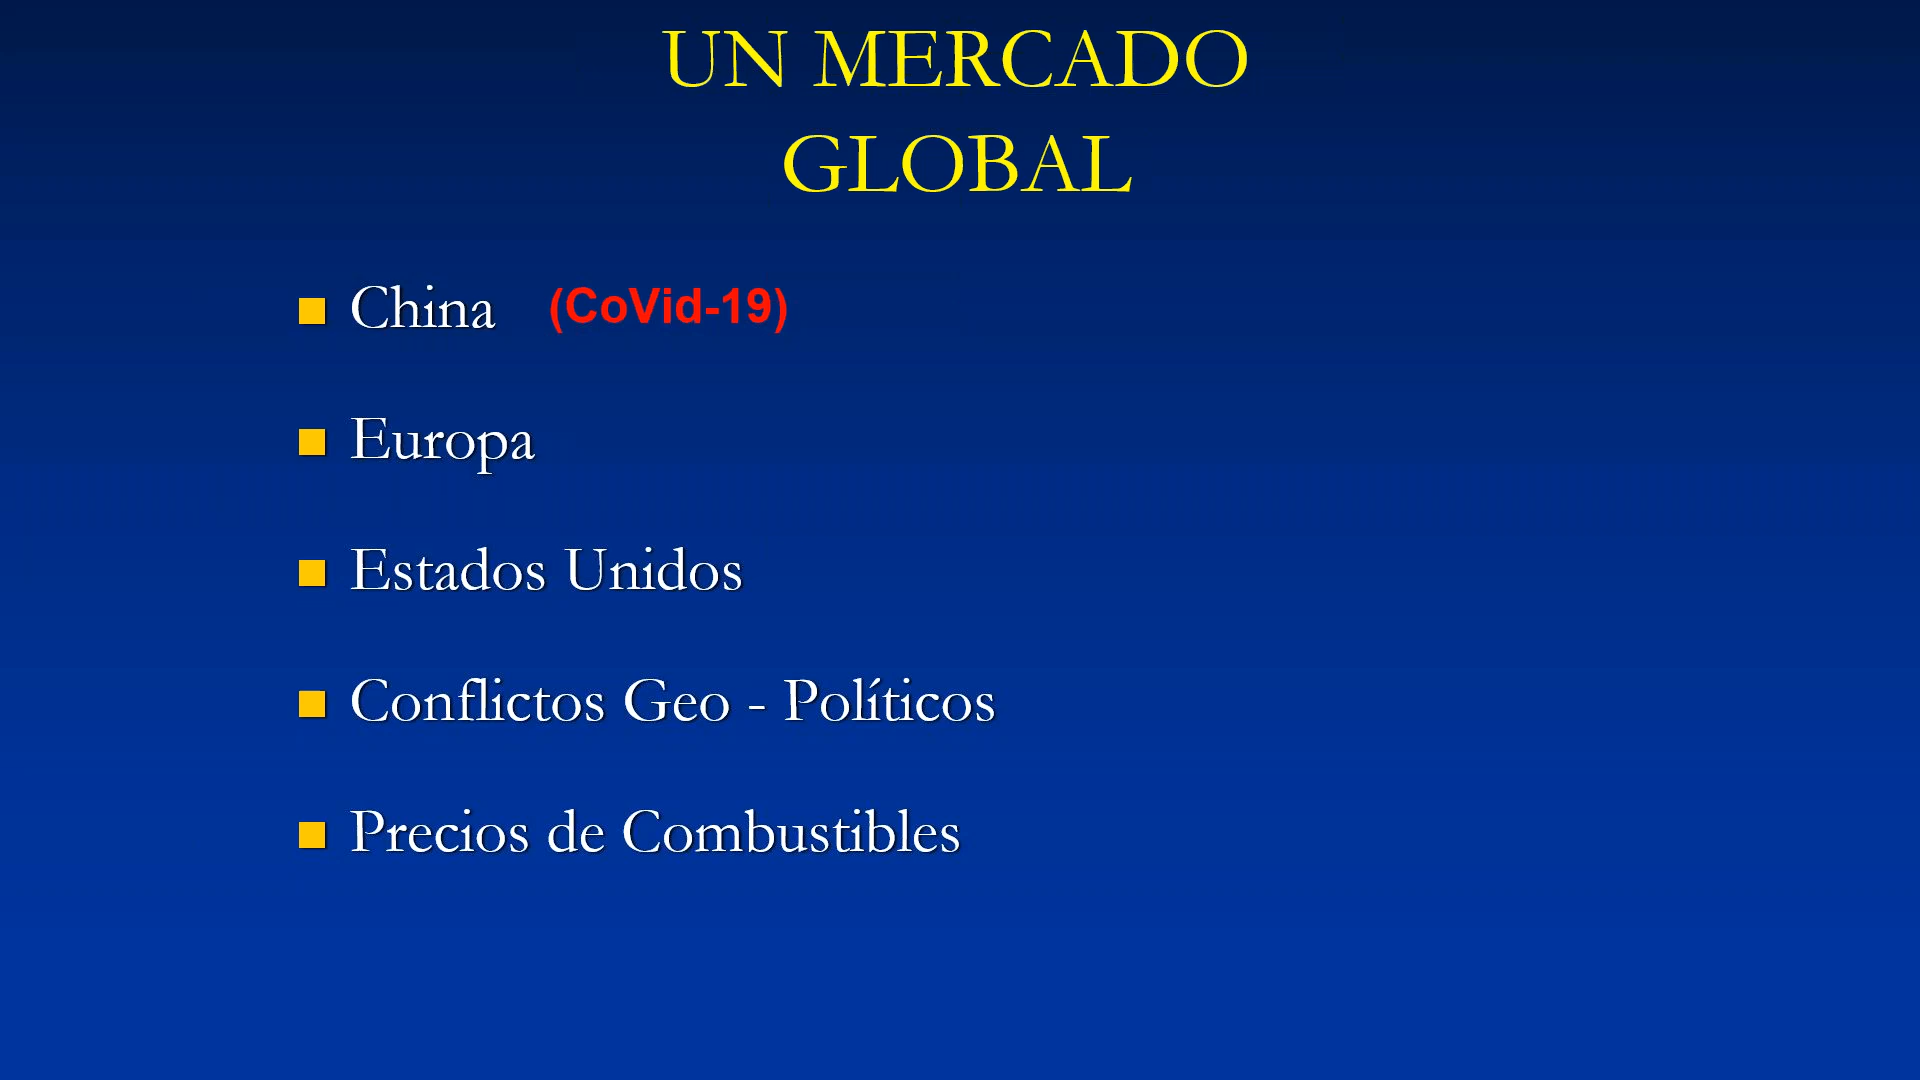 UN MERCADO
GLOBAL
China (CoVid-19)
Europa
Estados Unidos
Conflictos Geo - Políticos
Precios de Combustibles